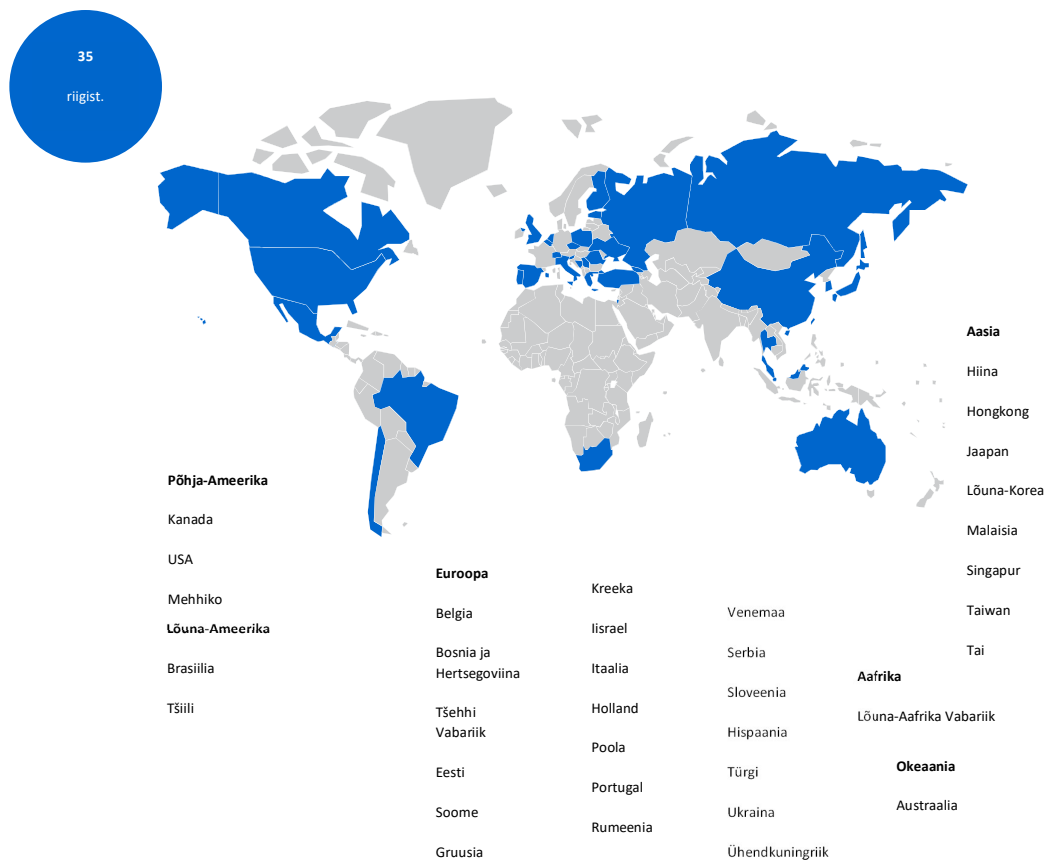 35
riigist.
Põhja-Ameerika
Kanada
USA
Mehhiko
Lõuna-Ameerika
Brasiilia
Tšiili
Euroopa
Belgia
Bosnia ja
Hertsegoviina
Tšehhi
Vabariik
Eesti
Soome
Gruusia
Kreeka
Iisrael
Itaalia
Holland
Poola
Portugal
Rumeenia
Venemaa
Serbia
Sloveenia
Hispaania
Türgi
Ukraina
Ühendkuningriik
Aafrika
Lõuna-Aafrika Vabariik
Okeaania
Austraalia
Aasia
Hiina
Hongkong
Jaapan
Lõuna-Korea
Malaisia
Singapur
Taiwan
Tai